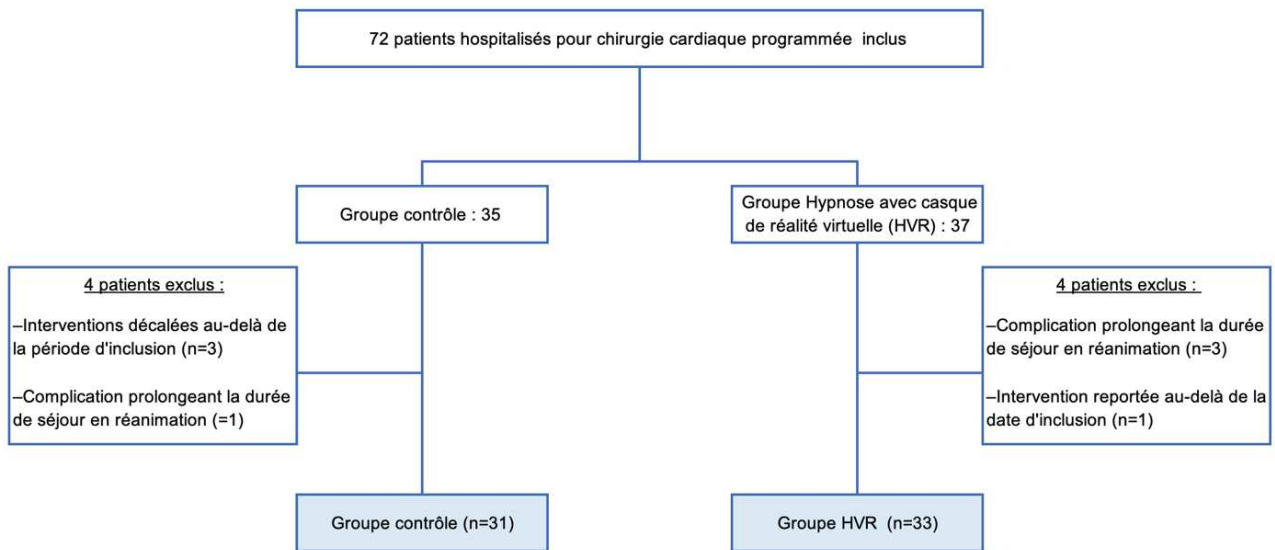 72 patients hospitalisés pour chirurgie cardiaque programmée  inclus
Groupe contrôle : 35
Groupe Hypnose avec casque
de réalité virtuelle (HVR) : 37
4 patients exclus :
–Interventions décalées au-delà de
la période d'inclusion (n=3)
–Complication prolongeant la durée
de séjour en réanimation (=1)
4 patients exclus :
–Complication prolongeant la durée
de séjour en réanimation (n=3)
–Intervention reportée au-delà de la
date d'inclusion (n=1)
Groupe contrôle (n=31)
Groupe HVR  (n=33)